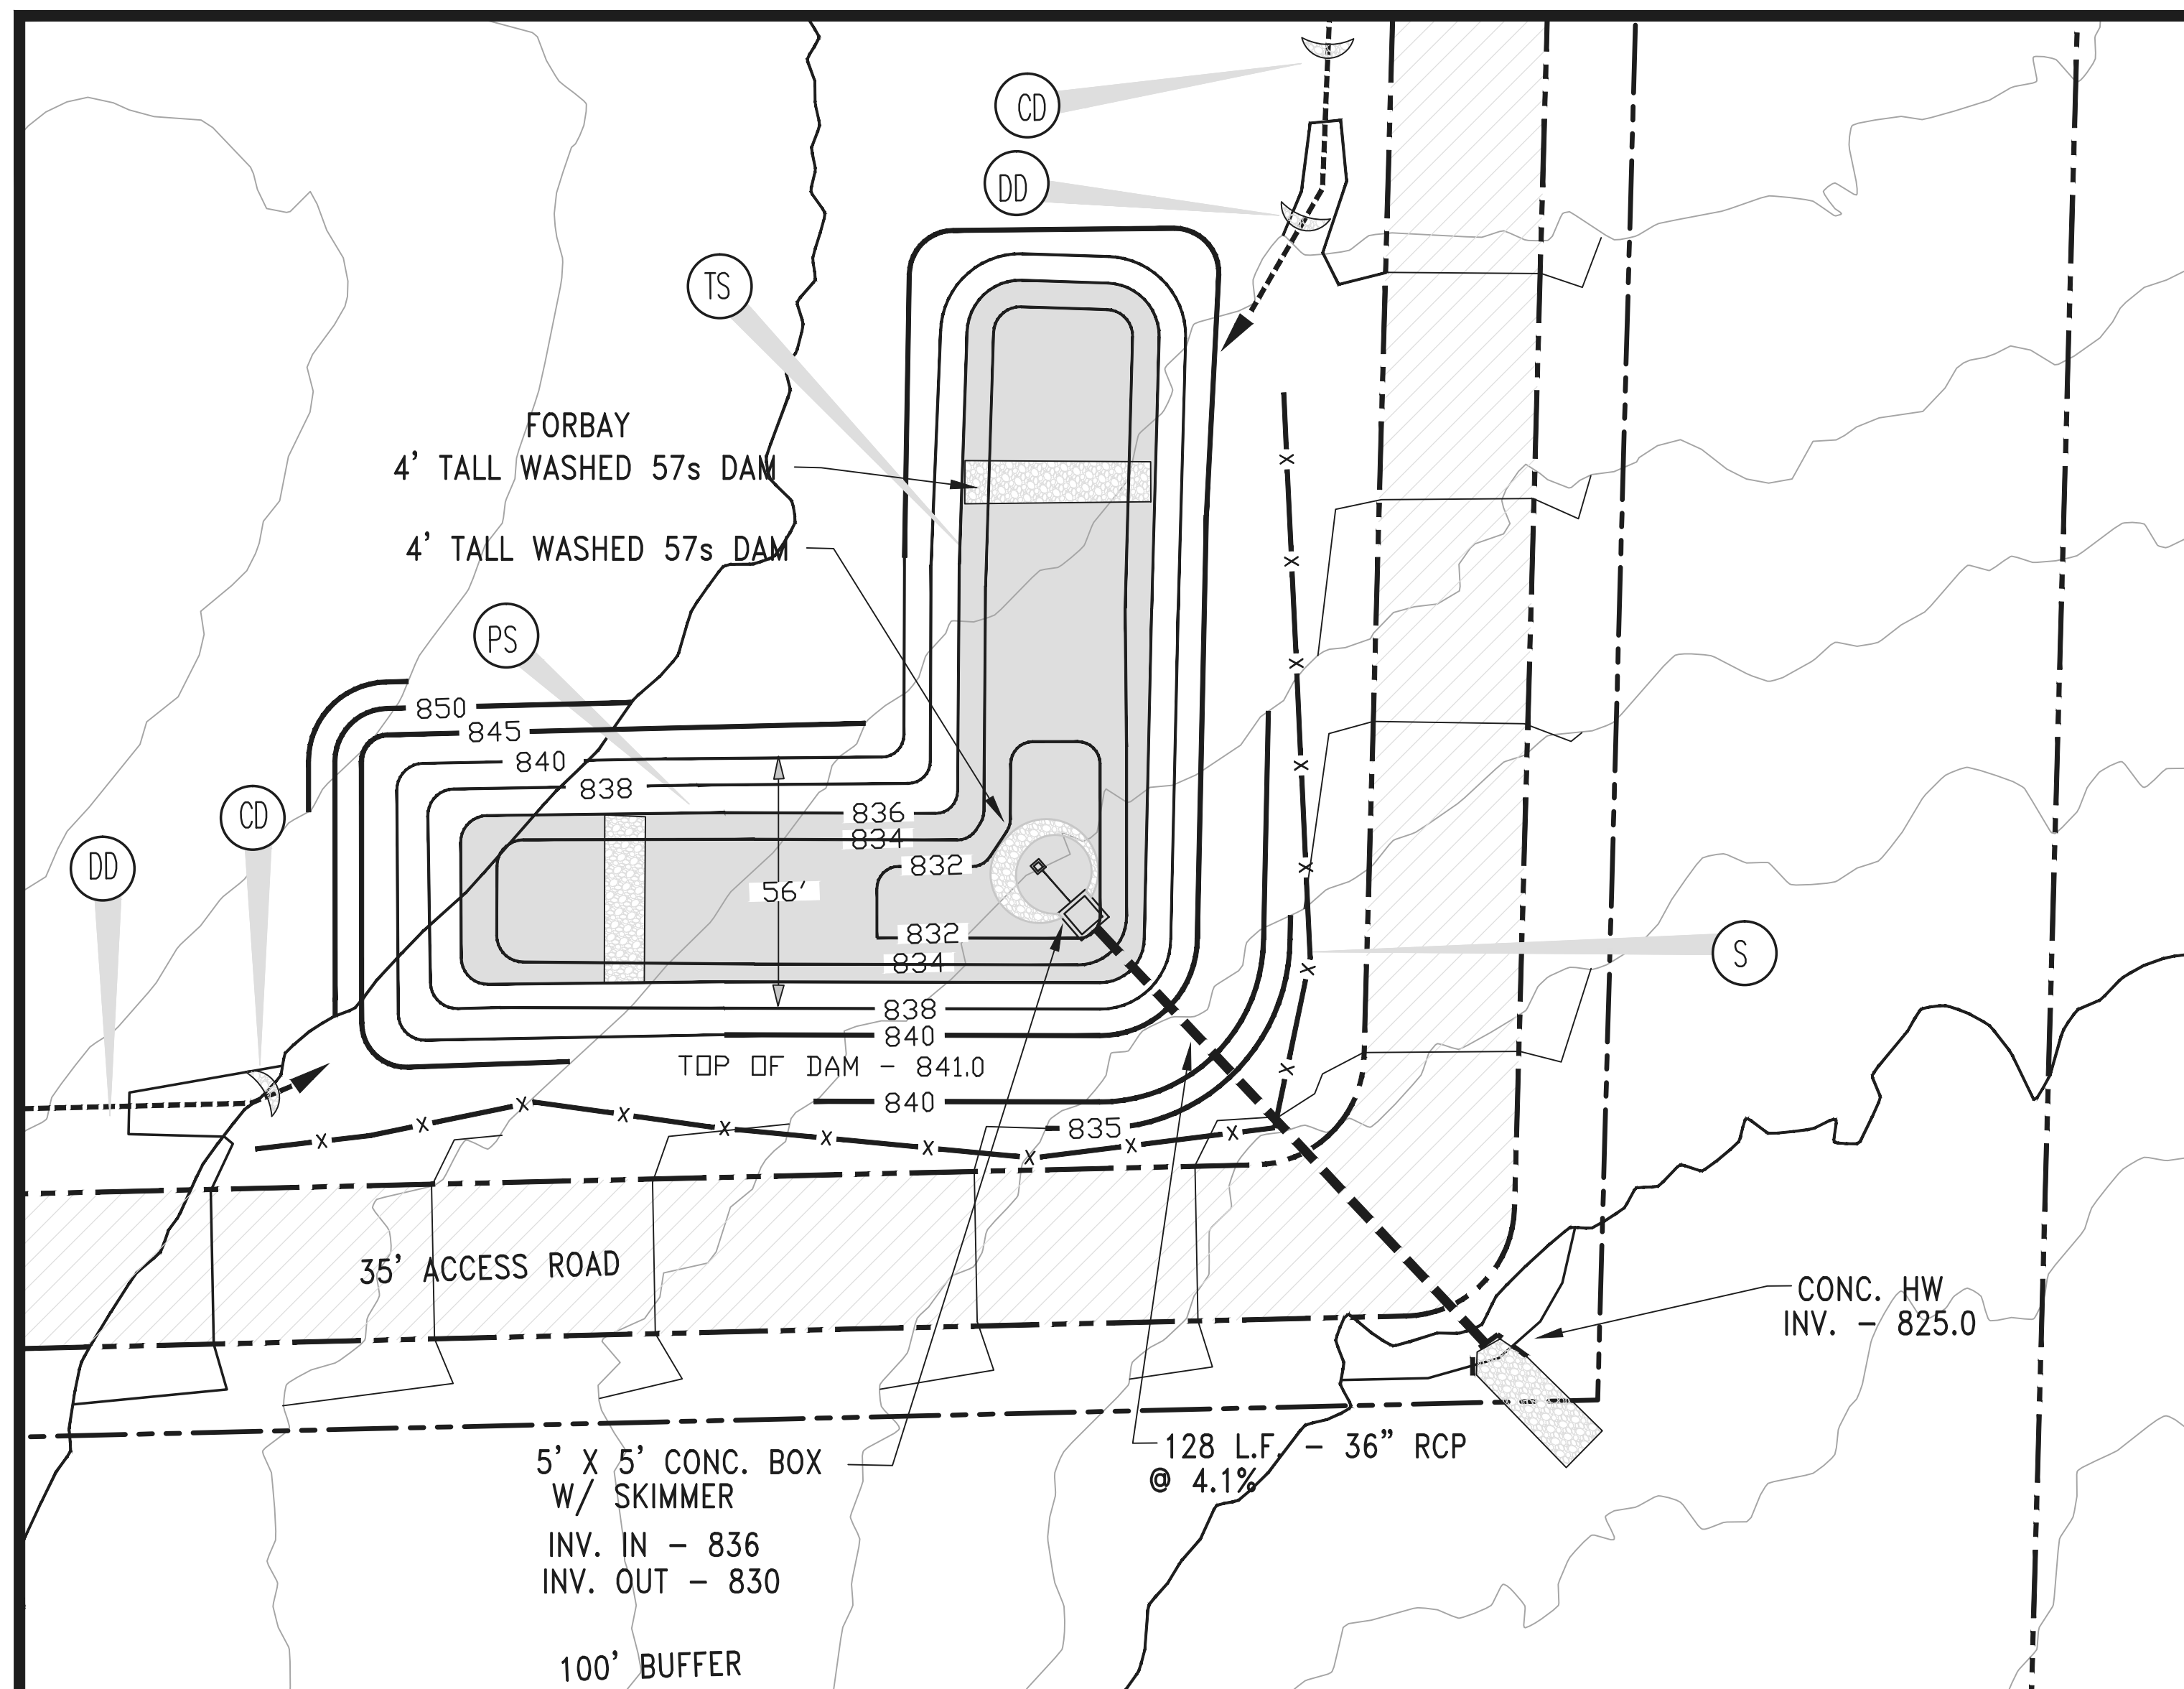 CD
DD
TS
FORBAY
4' TALL WASHED 57s DAM
4' TALL WASHED 57s DAM
PS
850
845
840
838
836
834
832
56'
832
834
838
840
TOP OF DAM - 841.0
840
835
CD
DD
S
35' ACCESS ROAD
CONC. HW
INV. - 825.0
128 L.F. - 36" RCP
@ 4.1%
5' X 5' CONC. BOX
W/ SKIMMER
INV. IN - 836
INV. OUT - 830
100' BUFFER